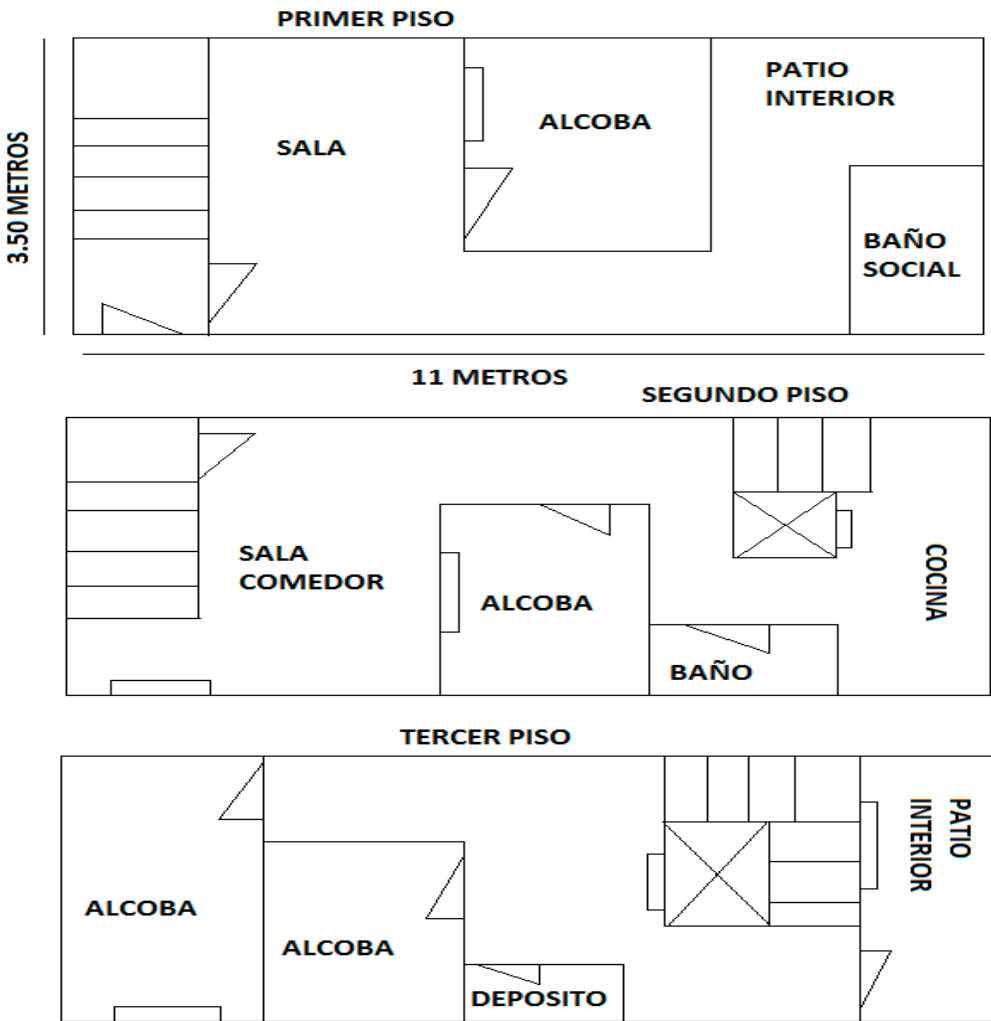 PRIMER PISO
3.50 METROS
SALA
ALCOBA
PATIO
INTERIOR
BAÑO
SOCIAL
11 METROS
SEGUNDO PISO
SALA
COMEDOR
ALCOBA
BAÑO
COCINA
TERCER PISO
ALCOBA
ALCOBA
DEPOSITO
PATIO
INTERIOR